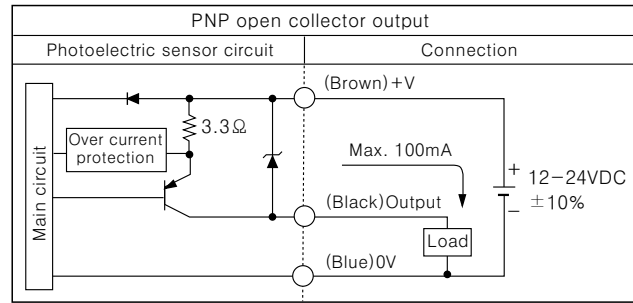 PNP open collector output
Photoelectric sensor circuit
Connection
(Brown)+V
3.3Ω
Over current
protection
Main circuit
Max. 100mA
+
12-24VDC
−
±10%
(Black)Output
Load
(Blue)0V